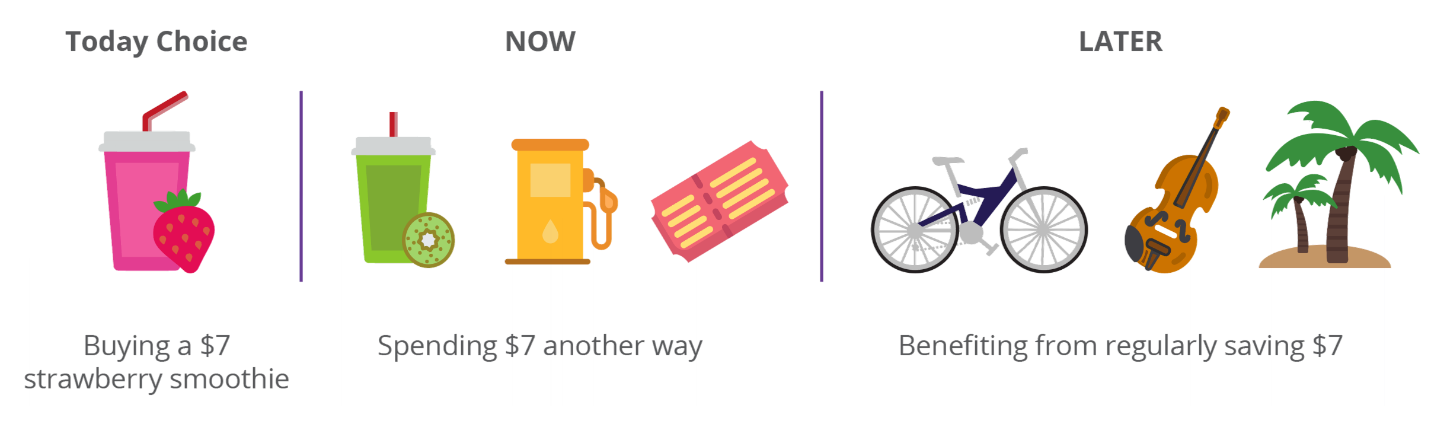 Today Choice
NOW
LATER
Buying a $7
strawberry smoothie
Spending $7 another way
Benefiting from regularly saving $7